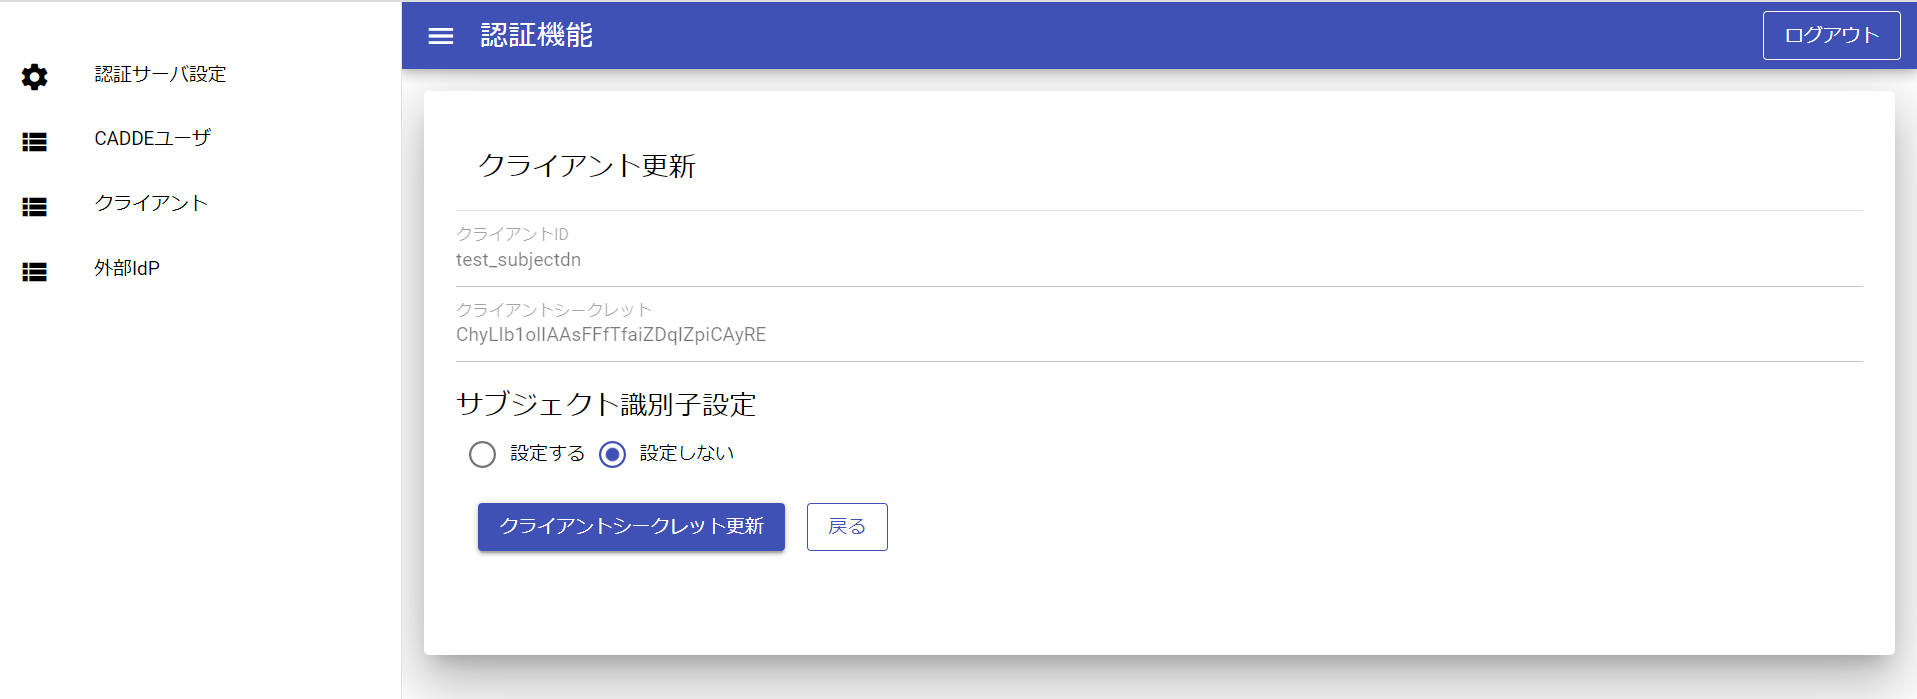 認証サーバ設定
CADDEユーザ
クライアント
外部IdP
認証機能
ログアウト
クライアント更新
クライアントID
test_subjectdn
クライアントシークレット
ChyLIb1olIAAsFFfTfaiZDqIZpiCAyRE
サブジェクト識別子設定
設定する 設定しない
クライアントシークレット更新 戻る